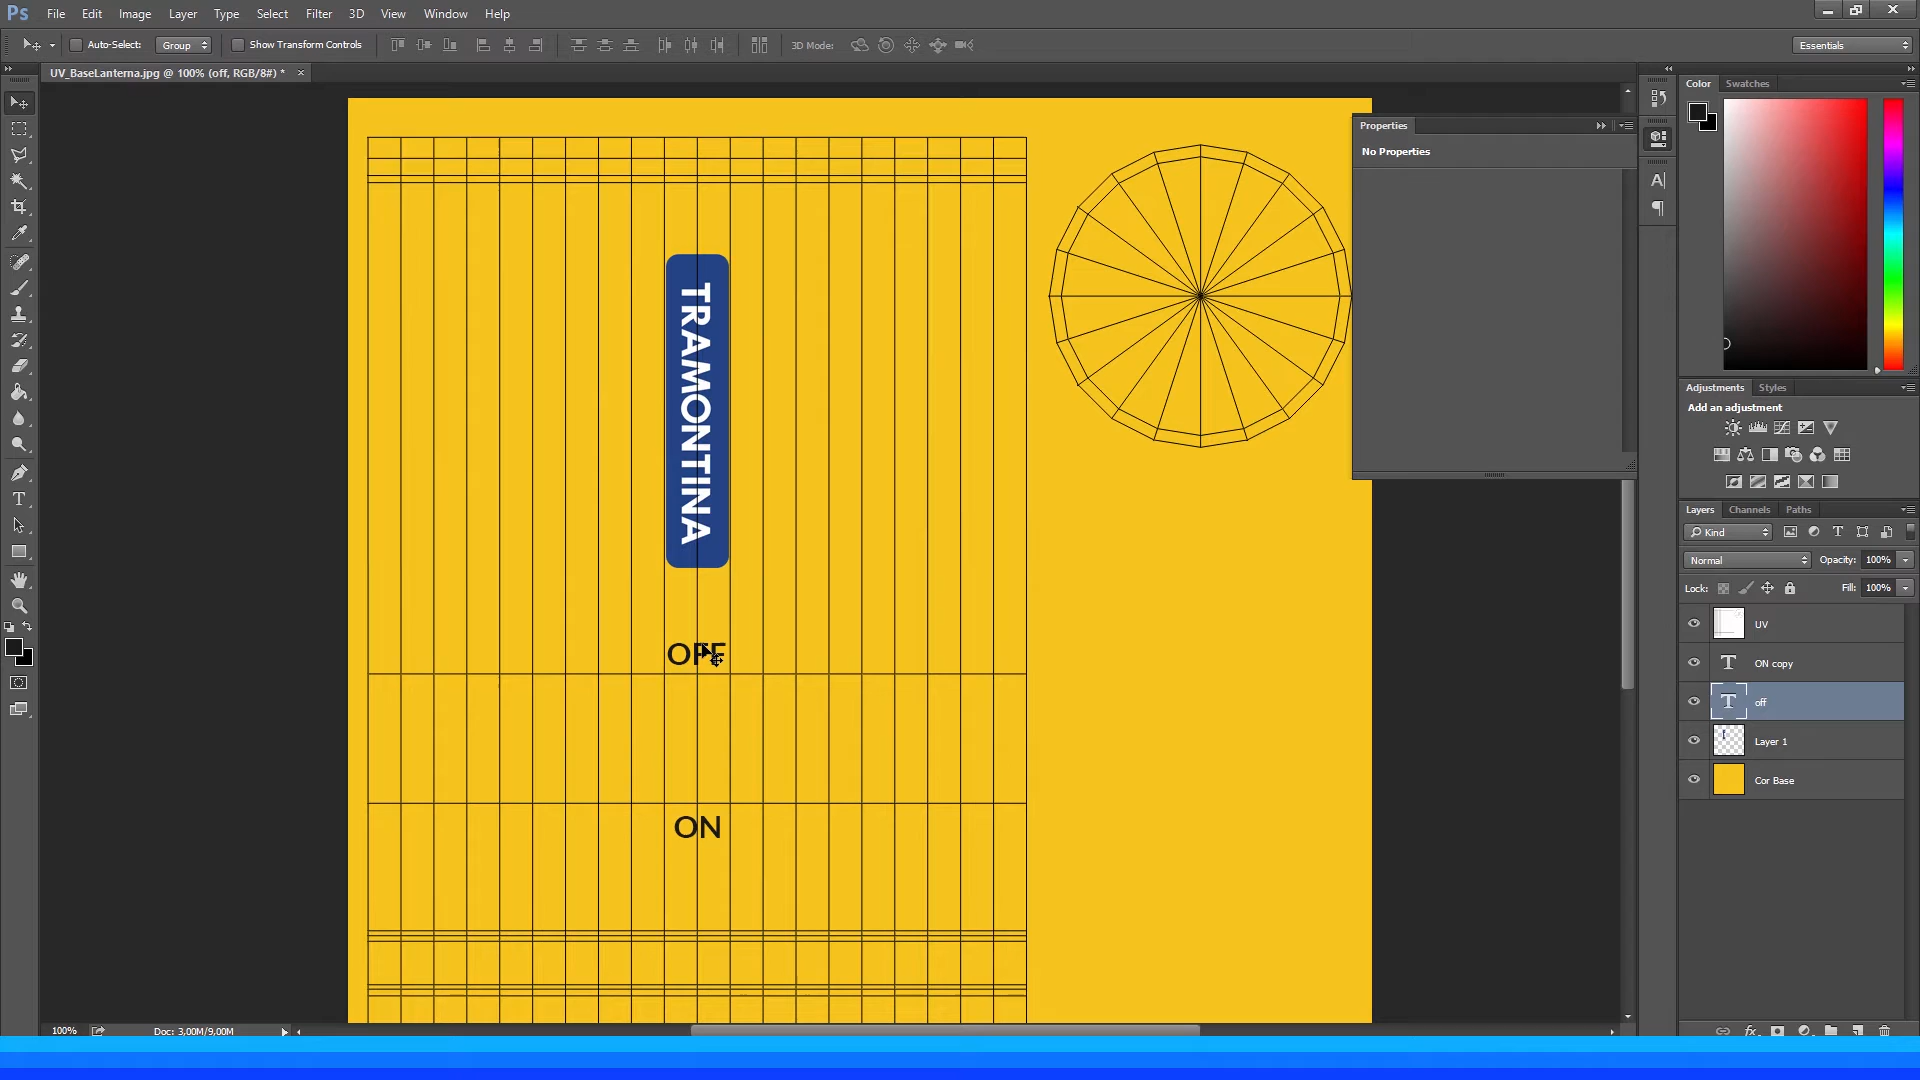 Ps File Edit Image Layer Type Select Filter 3D View Window Help
Auto-Select: Group Show Transform Controls 3D Mode: Essentials
UV_BaseLanterna.jpg @ 100% (off, RGB/8#) * ×
Color Swatches
Properties
No Properties
TRAMONTINA
OFF
ON
Adjustments Styles
Add an adjustment
Layers Channels Paths
Kind
Normal Opacity: 100%
Lock: Fill: 100%
UV
T ON copy
T off
Layer 1
Cor Base
100% Doc: 3,00M/9,00M